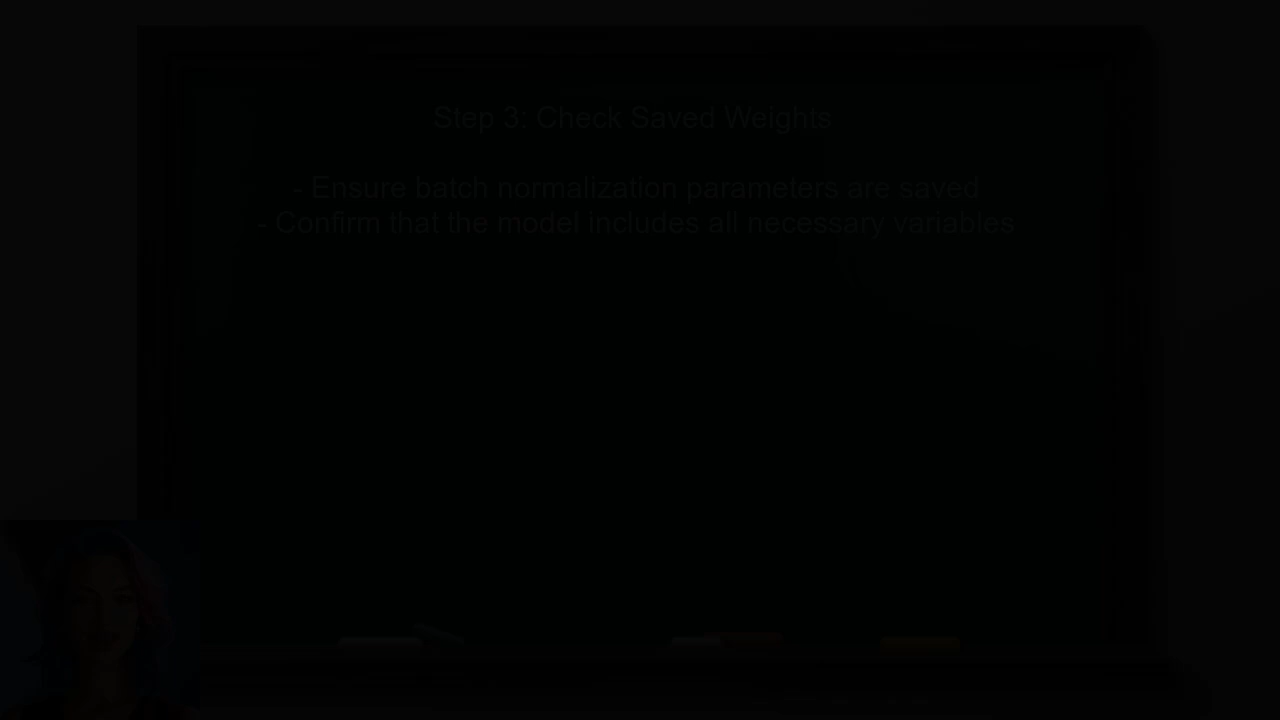 Step 3: Check Saved Weights
- Ensure batch normalization parameters are saved
- Confirm that the model includes all necessary variables